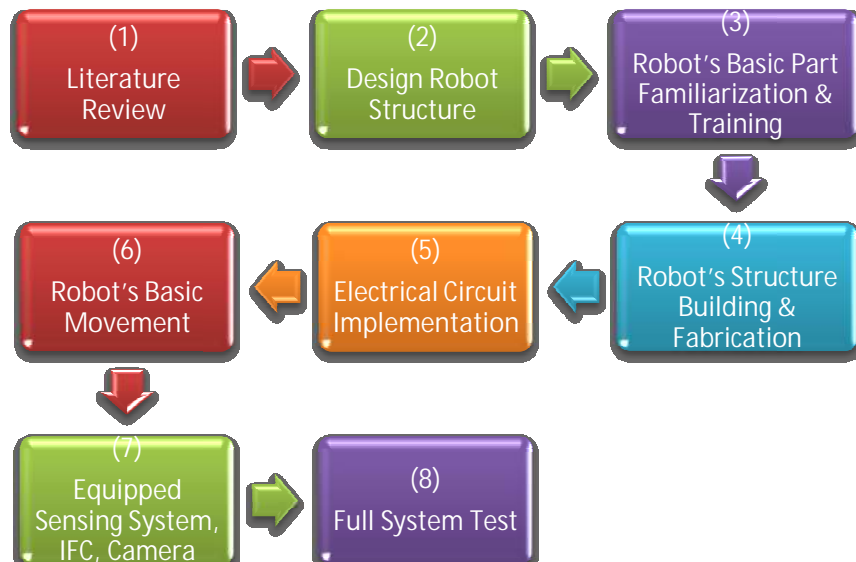 (1)
Literature
Review
(2)
Design Robot
Structure
(3)
Robot's Basic Part
Familiarization &
Training
(4)
Robot's Structure
Building &
Fabrication
(5)
Electrical Circuit
Implementation
(6)
Robot's Basic
Movement
(7)
Equipped
Sensing System,
IFC, Camera
(8)
Full System Test